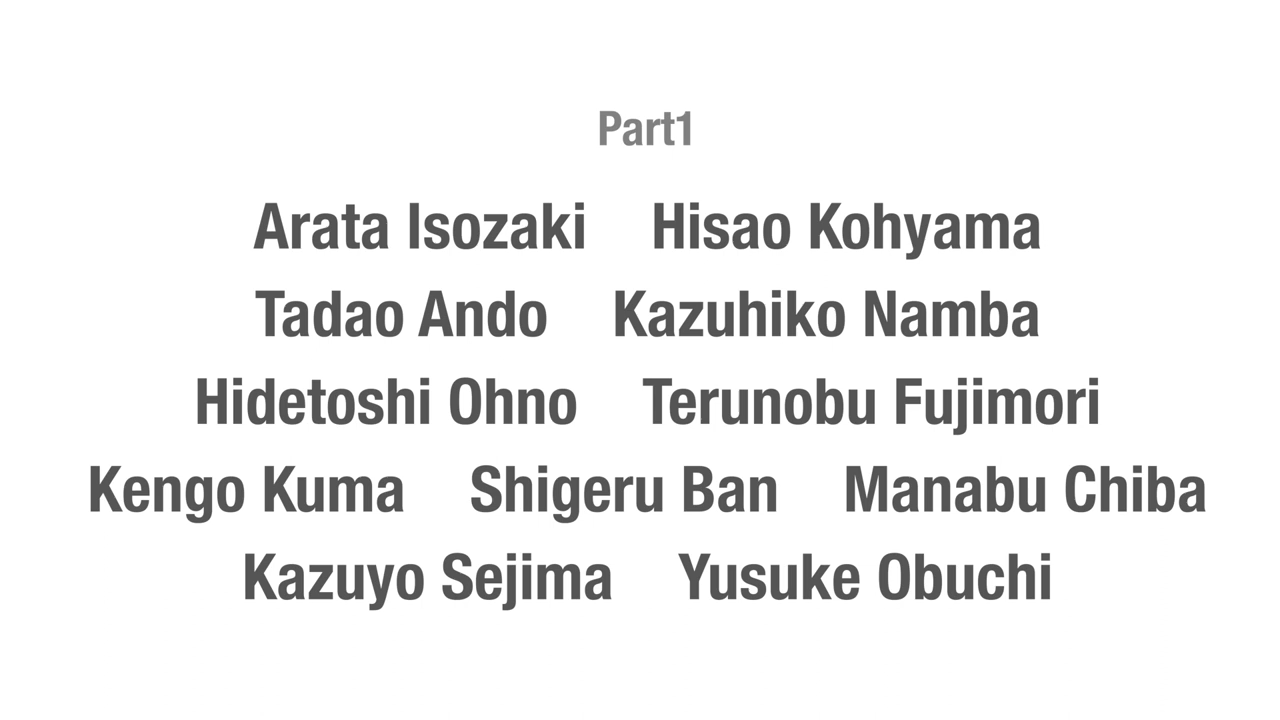 Part1
Arata Isozaki Hisao Kohyama
Tadao Ando Kazuhiko Namba
Hidetoshi Ohno Terunobu Fujimori
Kengo Kuma Shigeru Ban Manabu Chiba
Kazuyo Sejima Yusuke Obuchi